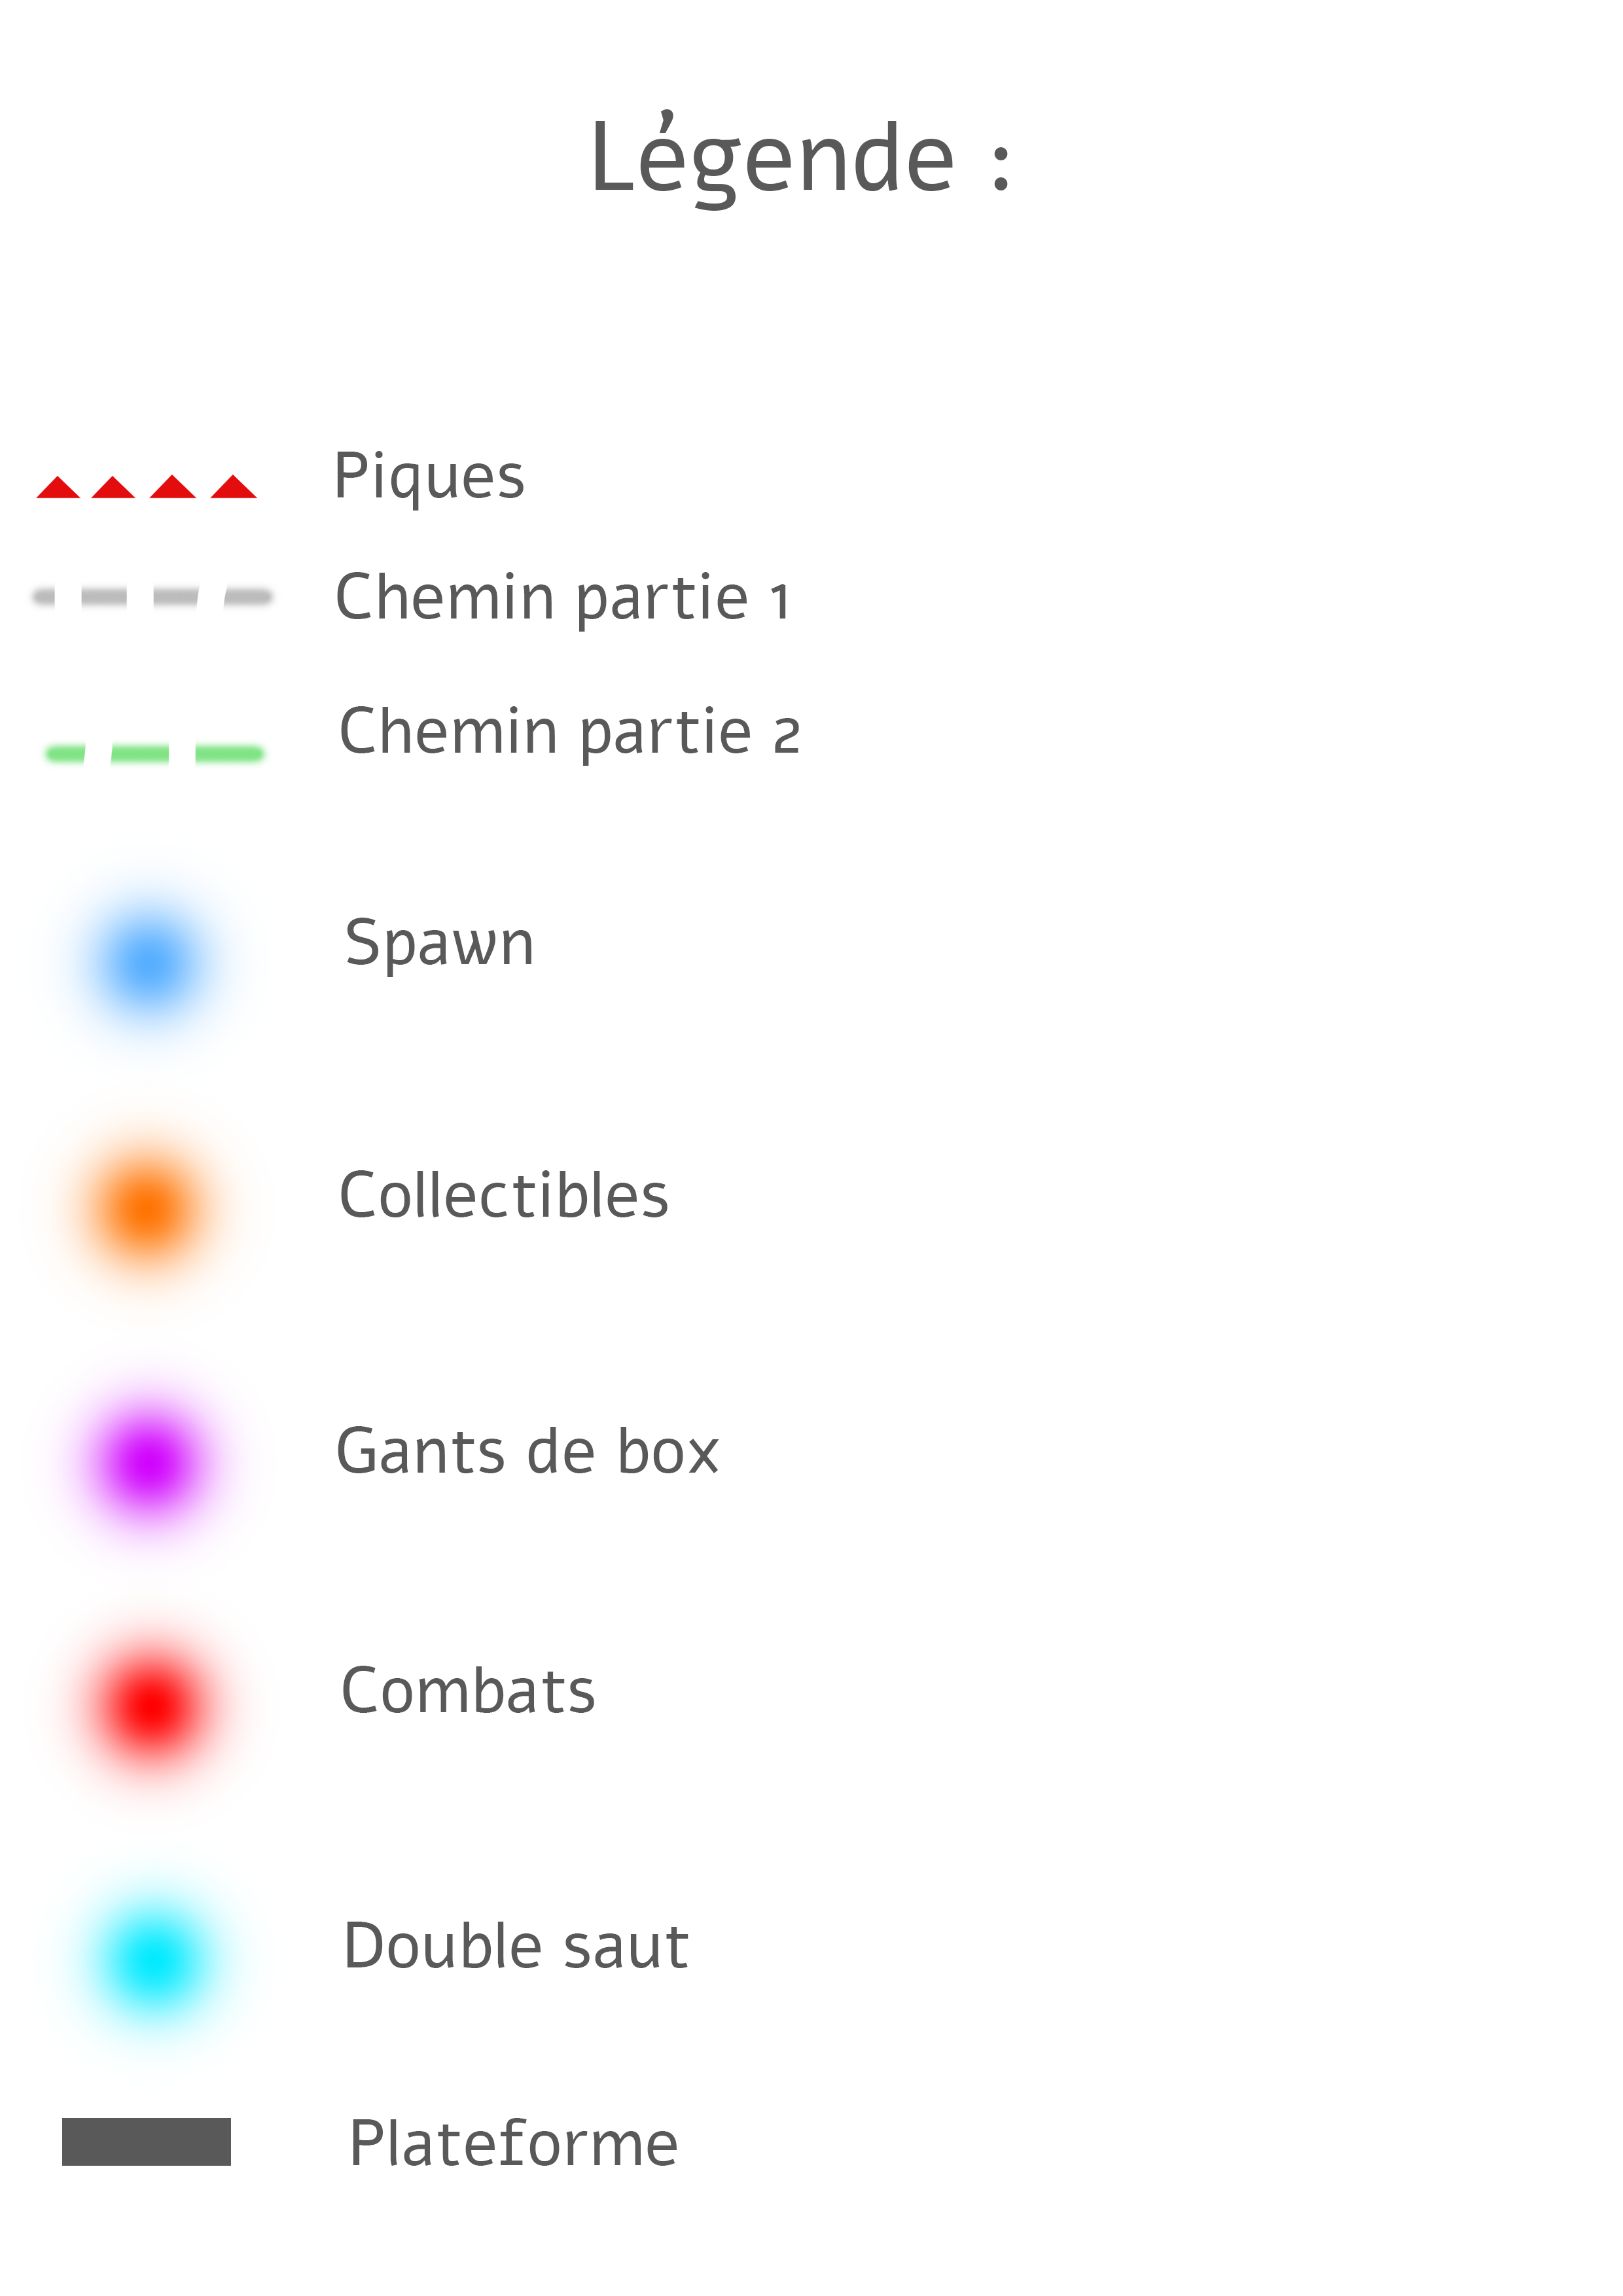 Légende :
Piques
Chemin partie 1
Chemin partie 2
Spawn
Collectibles
Gants de box
Combats
Double saut
Plateforme